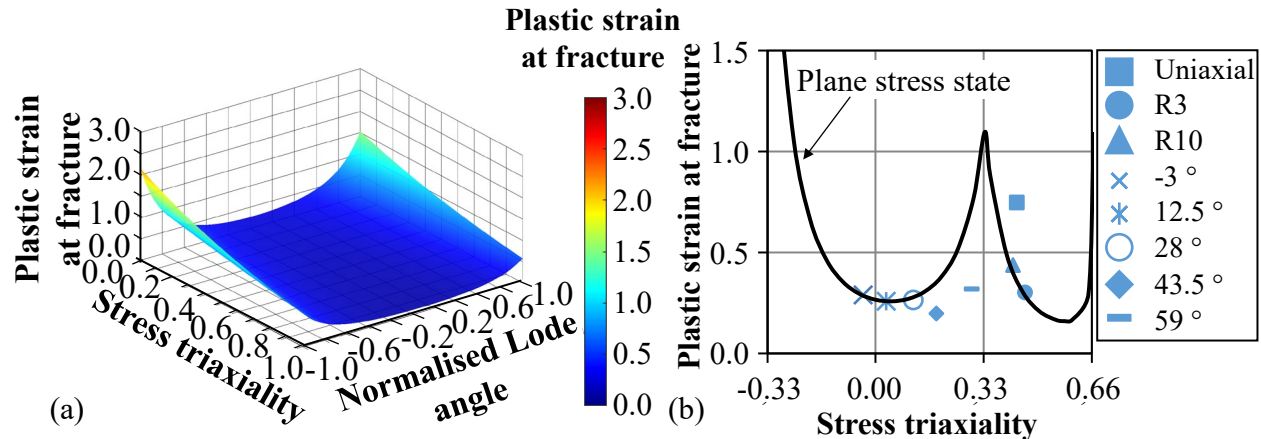 Plastic strain
at fracture
3.0
2.5
2.0
1.5
1.0
0.5
0.0
Plastic strain
at fracture
3.0
2.0
1.0
0.0
0.0
0.2
0.4
0.6
0.8
1.0
Stress triaxiality
-1.0
-0.6
-0.2
0.2
0.6
1.0
Normalised Lode
angle
(a)
Plastic strain at fracture
1.5
1.0
0.5
0.0
-0.33
0.00
0.33
0.66
Stress triaxiality
Plane stress state
Uniaxial
R3
R10
-3 °
12.5 °
28 °
43.5 °
59 °
(b)